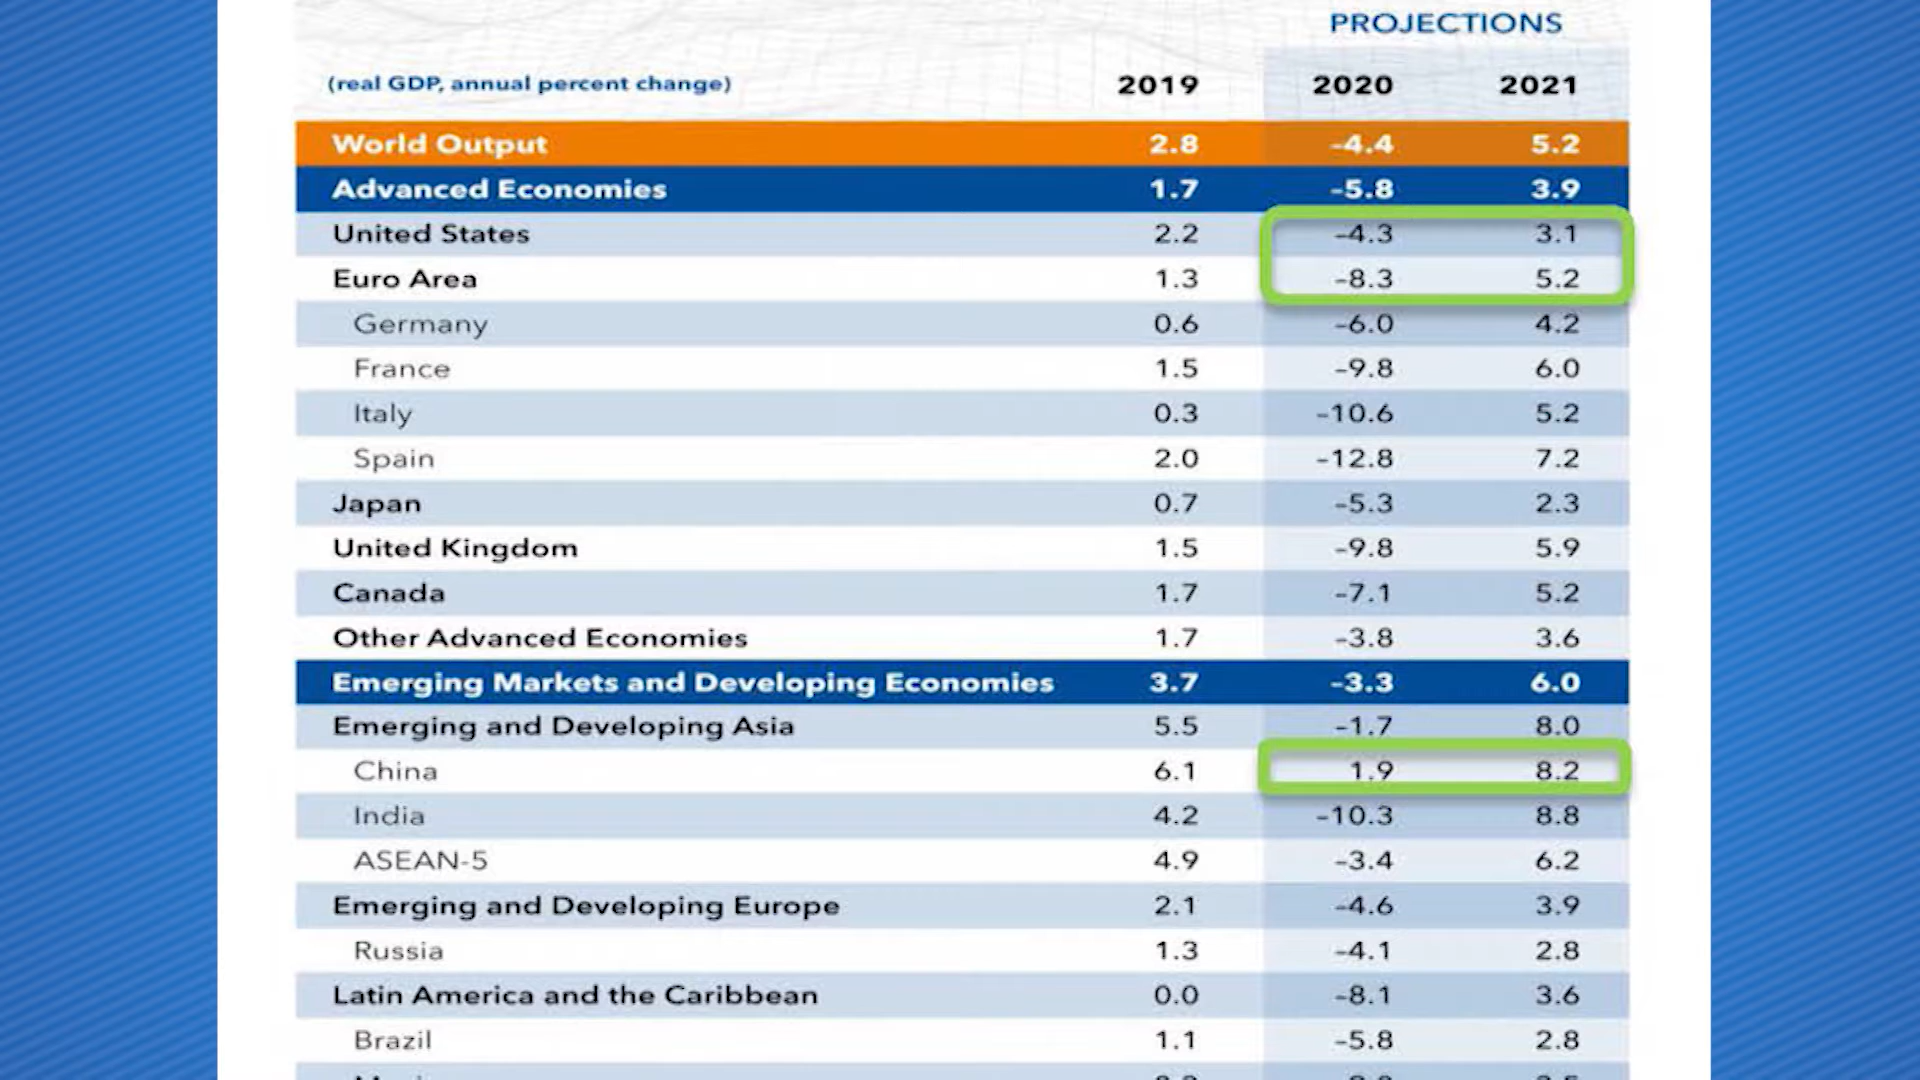 PROJECTIONS
(real GDP, annual percent change) 2019 2020 2021
World Output 2.8 -4.4 5.2
Advanced Economies 1.7 -5.8 3.9
United States 2.2 -4.3 3.1
Euro Area 1.3 -8.3 5.2
Germany 0.6 -6.0 4.2
France 1.5 -9.8 6.0
Italy 0.3 -10.6 5.2
Spain 2.0 -12.8 7.2
Japan 0.7 -5.3 2.3
United Kingdom 1.5 -9.8 5.9
Canada 1.7 -7.1 5.2
Other Advanced Economies 1.7 -3.8 3.6
Emerging Markets and Developing Economies 3.7 -3.3 6.0
Emerging and Developing Asia 5.5 -1.7 8.0
China 6.1 1.9 8.2
India 4.2 -10.3 8.8
ASEAN-5 4.9 -3.4 6.2
Emerging and Developing Europe 2.1 -4.6 3.9
Russia 1.3 -4.1 2.8
Latin America and the Caribbean 0.0 -8.1 3.6
Brazil 1.1 -5.8 2.8